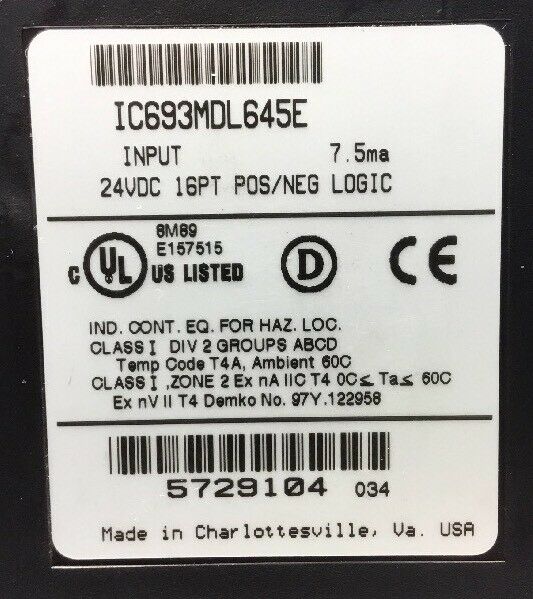 IC693MDL645E
INPUT 7.5ma
24VDC 16PT POS/NEG LOGIC
6M69
E157515
C UL US LISTED
D
CE
IND. CONT. EQ. FOR HAZ. LOC.
CLASS I DIV 2 GROUPS ABCD
Temp Code T4A, Ambient 60C
CLASS I ,ZONE 2 Ex nA IIC T4 0C≤ Ta≤ 60C
Ex nV II T4 Demko No. 97Y.122956
5729104 034
Made in Charlottesville, Va. USA